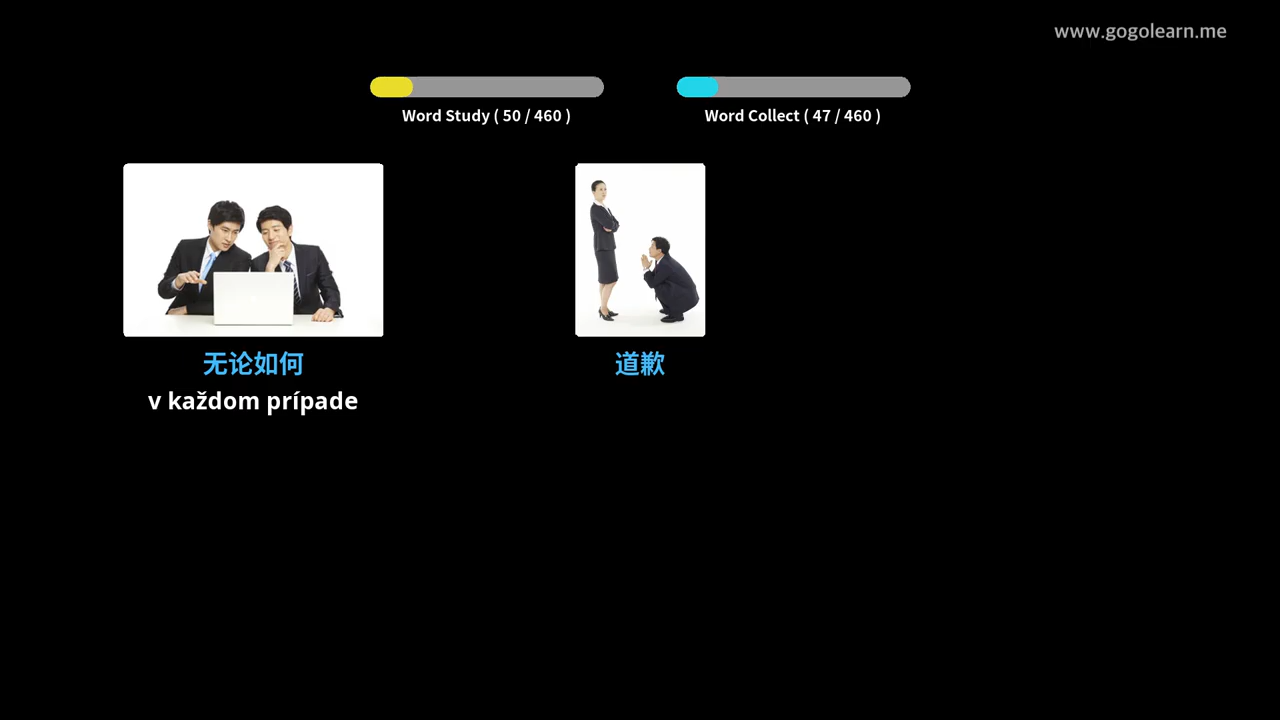 www.gogolearn.me
Word Study ( 50 / 460 )
Word Collect ( 47 / 460 )
无论如何
道歉
v každom prípade